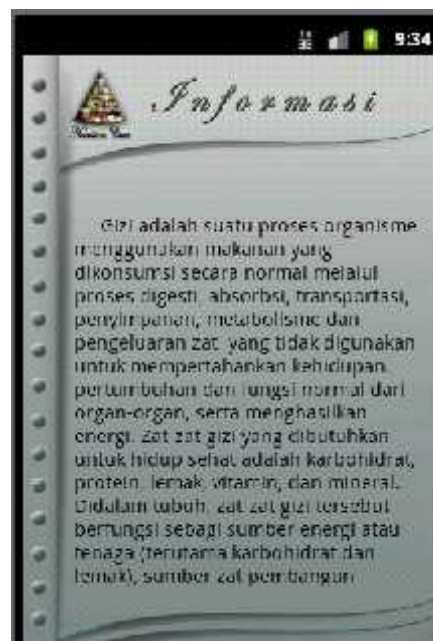 9:34
Informasi
Gizi adalah suatu proses organisme
menggunakan makanan yang
dikonsumsi secara normal melalui
proses digesti, absorbsi, transportasi,
penyimpanan, metabolisme dan
pengeluaran zat yang tidak digunakan
untuk mempertahankan kehidupan,
pertumbuhan dan fungsi normal dari
organ-organ, serta menghasilkan
energi. Zat zat gizi yang dibutuhkan
untuk hidup sehat adalah karbohidrat,
protein, lemak, vitamin, dan mineral.
Didalam tubuh, zat zat gizi tersebut
berfungsi sebagi sumber energi atau
tenaga (terutama karbohidrat dan
lemak), sumber zat pembangun